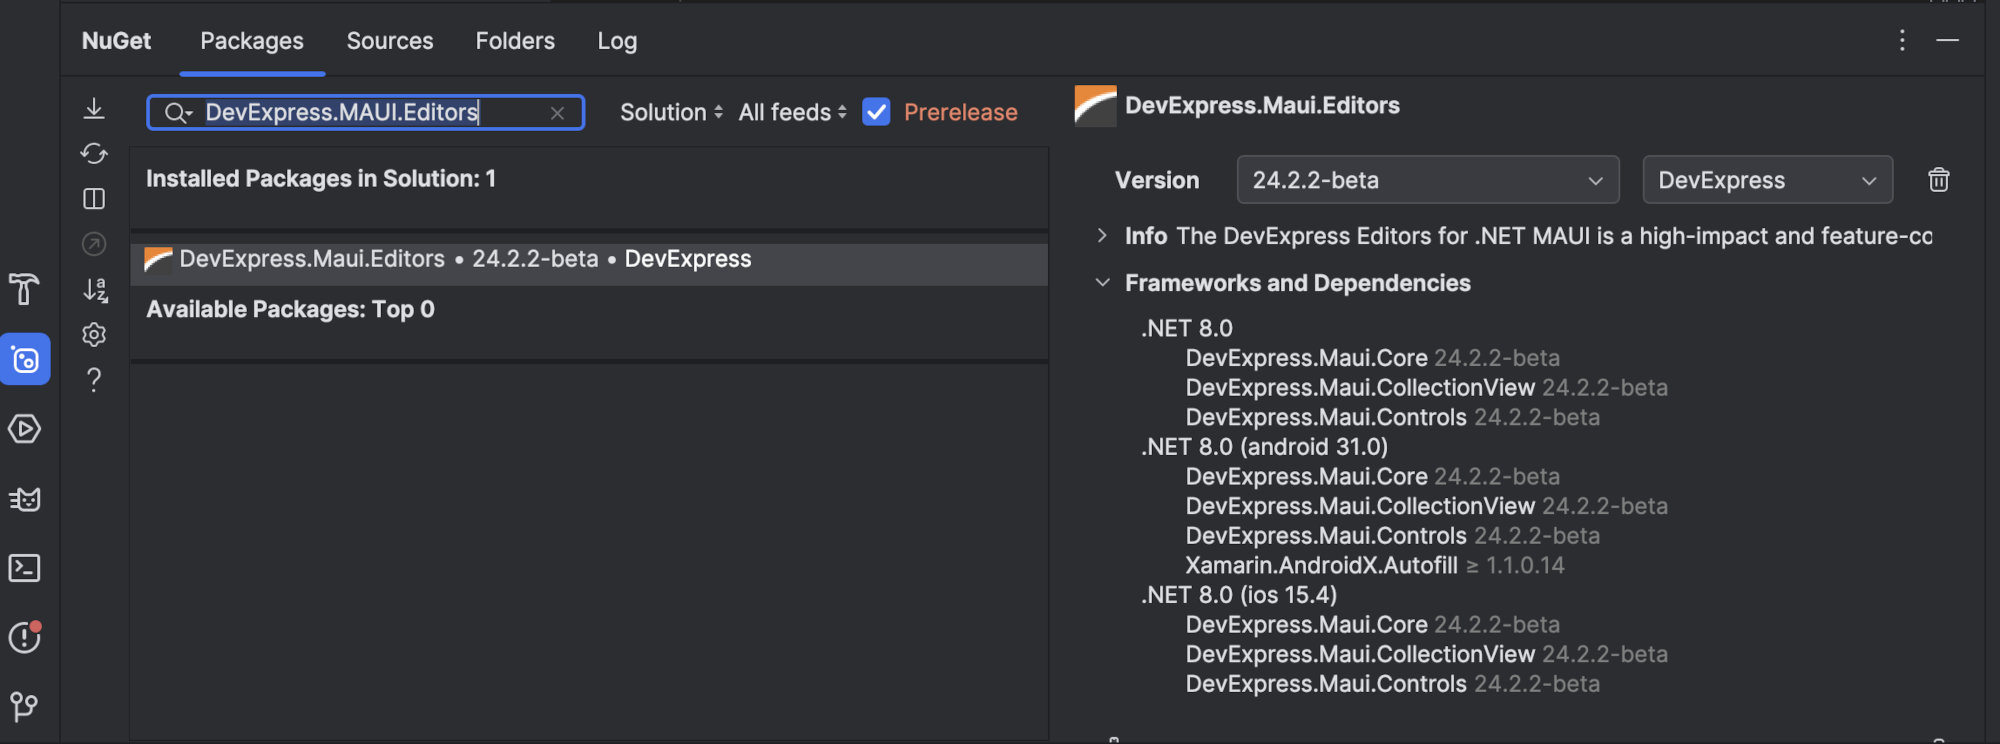 NuGet Packages Sources Folders Log
DevExpress.MAUI.Editors Solution All feeds Prerelease
Installed Packages in Solution: 1
DevExpress.Maui.Editors • 24.2.2-beta • DevExpress
Available Packages: Top 0
DevExpress.Maui.Editors
Version 24.2.2-beta DevExpress
Info The DevExpress Editors for .NET MAUI is a high-impact and feature-co
Frameworks and Dependencies
.NET 8.0
DevExpress.Maui.Core 24.2.2-beta
DevExpress.Maui.CollectionView 24.2.2-beta
DevExpress.Maui.Controls 24.2.2-beta
.NET 8.0 (android 31.0)
DevExpress.Maui.Core 24.2.2-beta
DevExpress.Maui.CollectionView 24.2.2-beta
DevExpress.Maui.Controls 24.2.2-beta
Xamarin.AndroidX.Autofill ≥ 1.1.0.14
.NET 8.0 (ios 15.4)
DevExpress.Maui.Core 24.2.2-beta
DevExpress.Maui.CollectionView 24.2.2-beta
DevExpress.Maui.Controls 24.2.2-beta